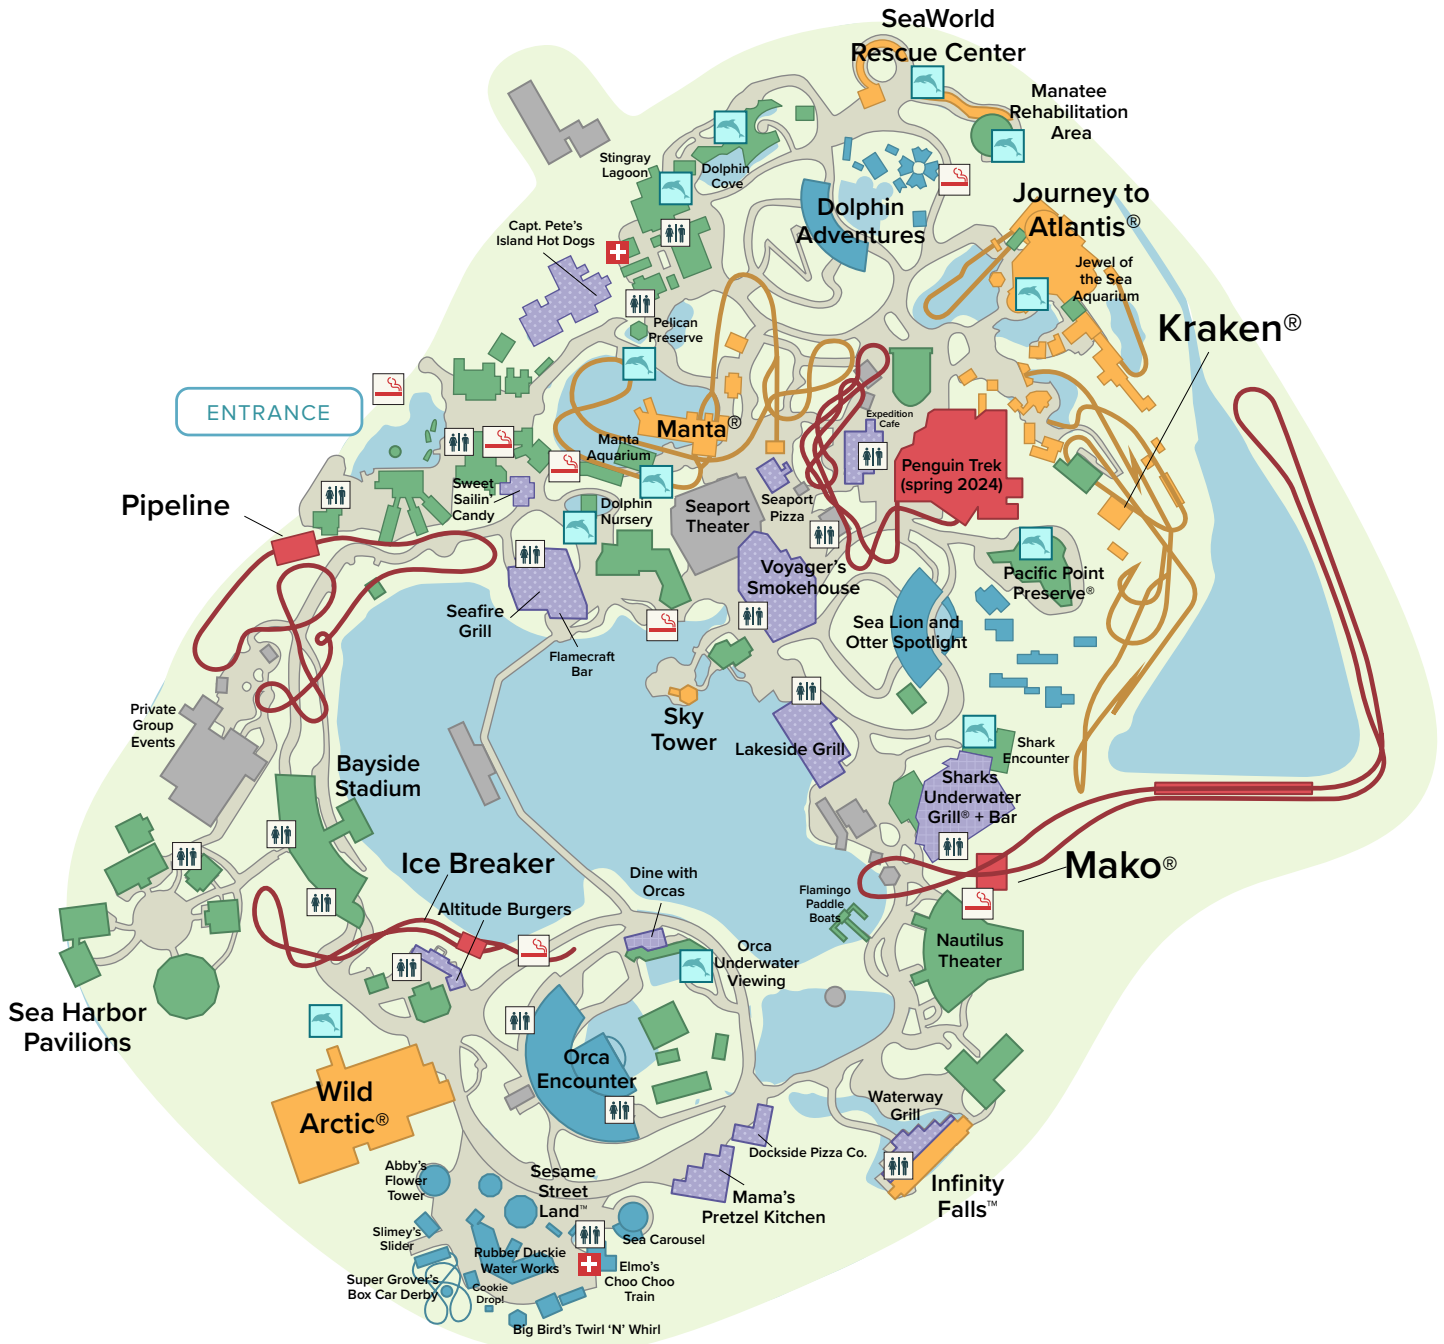 SeaWorld
Rescue Center
Manatee
Rehabilitation
Area
Stingray
Lagoon
Dolphin
Cove
Dolphin
Adventures
Journey to
Atlantis®
Capt. Pete's
Island Hot Dogs
Jewel of
the Sea
Aquarium
Pelican
Preserve
Kraken®
ENTRANCE
Manta®
Expedition
Cafe
Manta
Aquarium
Penguin Trek
(spring 2024)
Sweet
Sailin'
Candy
Pipeline
Dolphin
Nursery
Seaport
Theater
Seaport
Pizza
Voyager's
Smokehouse
Pacific Point
Preserve®
Seafire
Grill
Flamecraft
Bar
Sea Lion and
Otter Spotlight
Private
Group
Events
Sky
Tower
Lakeside Grill
Shark
Encounter
Bayside
Stadium
Sharks
Underwater
Grill® + Bar
Ice Breaker
Altitude Burgers
Dine with
Orcas
Flamingo
Paddle
Boats
Mako®
Orca
Underwater
Viewing
Nautilus
Theater
Sea Harbor
Pavilions
Orca
Encounter
Wild
Arctic®
Waterway
Grill
Dockside Pizza Co.
Mama's
Pretzel Kitchen
Infinity
Falls™
Abby's
Flower
Tower
Sesame
Street
Land™
Slimey's
Slider
Sea Carousel
Rubber Duckie
Water Works
Super Grover's
Box Car Derby
Cookie
Drop!
Elmo's
Choo Choo
Train
Big Bird's Twirl 'N' Whirl